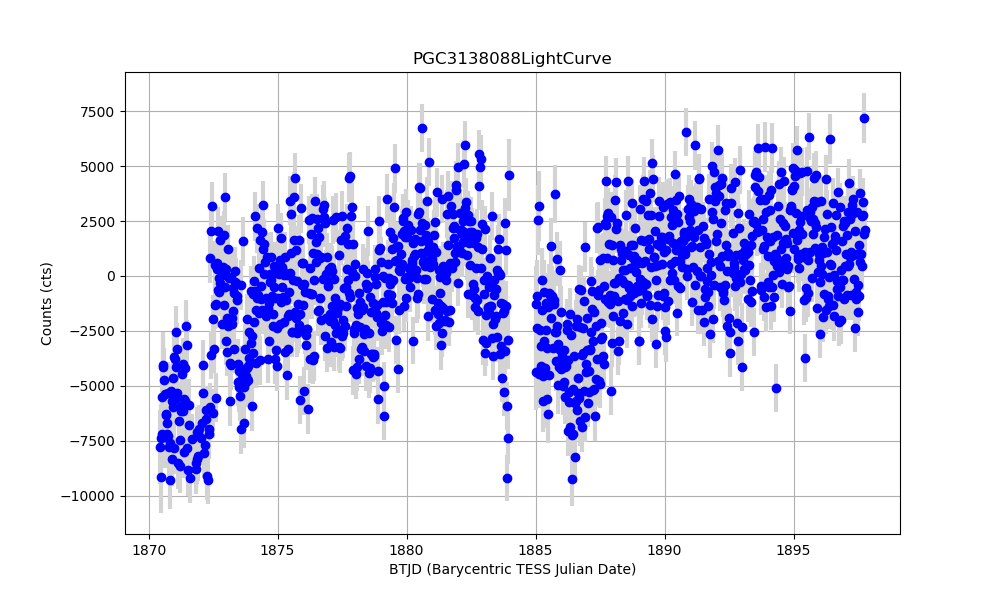 PGC3138088LightCurve
7500
5000
2500
0
−2500
−5000
−7500
−10000
Counts (cts)
1870 1875 1880 1885 1890 1895
BTJD (Barycentric TESS Julian Date)